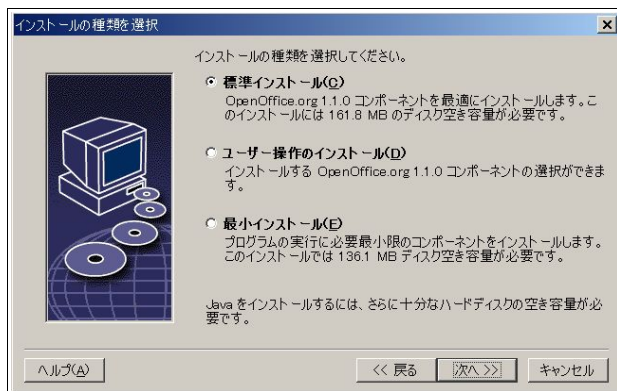 インストールの種類を選択
インストールの種類を選択してください。
標準インストール(C)
OpenOffice.org 1.1.0 コンポーネントを最適にインストールします。こ
のインストールには 161.8 MB のディスク空き容量が必要です。
ユーザー操作のインストール(D)
インストールする OpenOffice.org 1.1.0 コンポーネントの選択ができま
す。
最小インストール(E)
プログラムの実行に必要最小限のコンポーネントをインストールします。
このインストールでは 136.1 MB ディスク空き容量が必要です。
Java をインストールするには、さらに十分なハードディスクの空き容量が必
要です。
ヘルプ(A)
<< 戻る
次へ >>
キャンセル